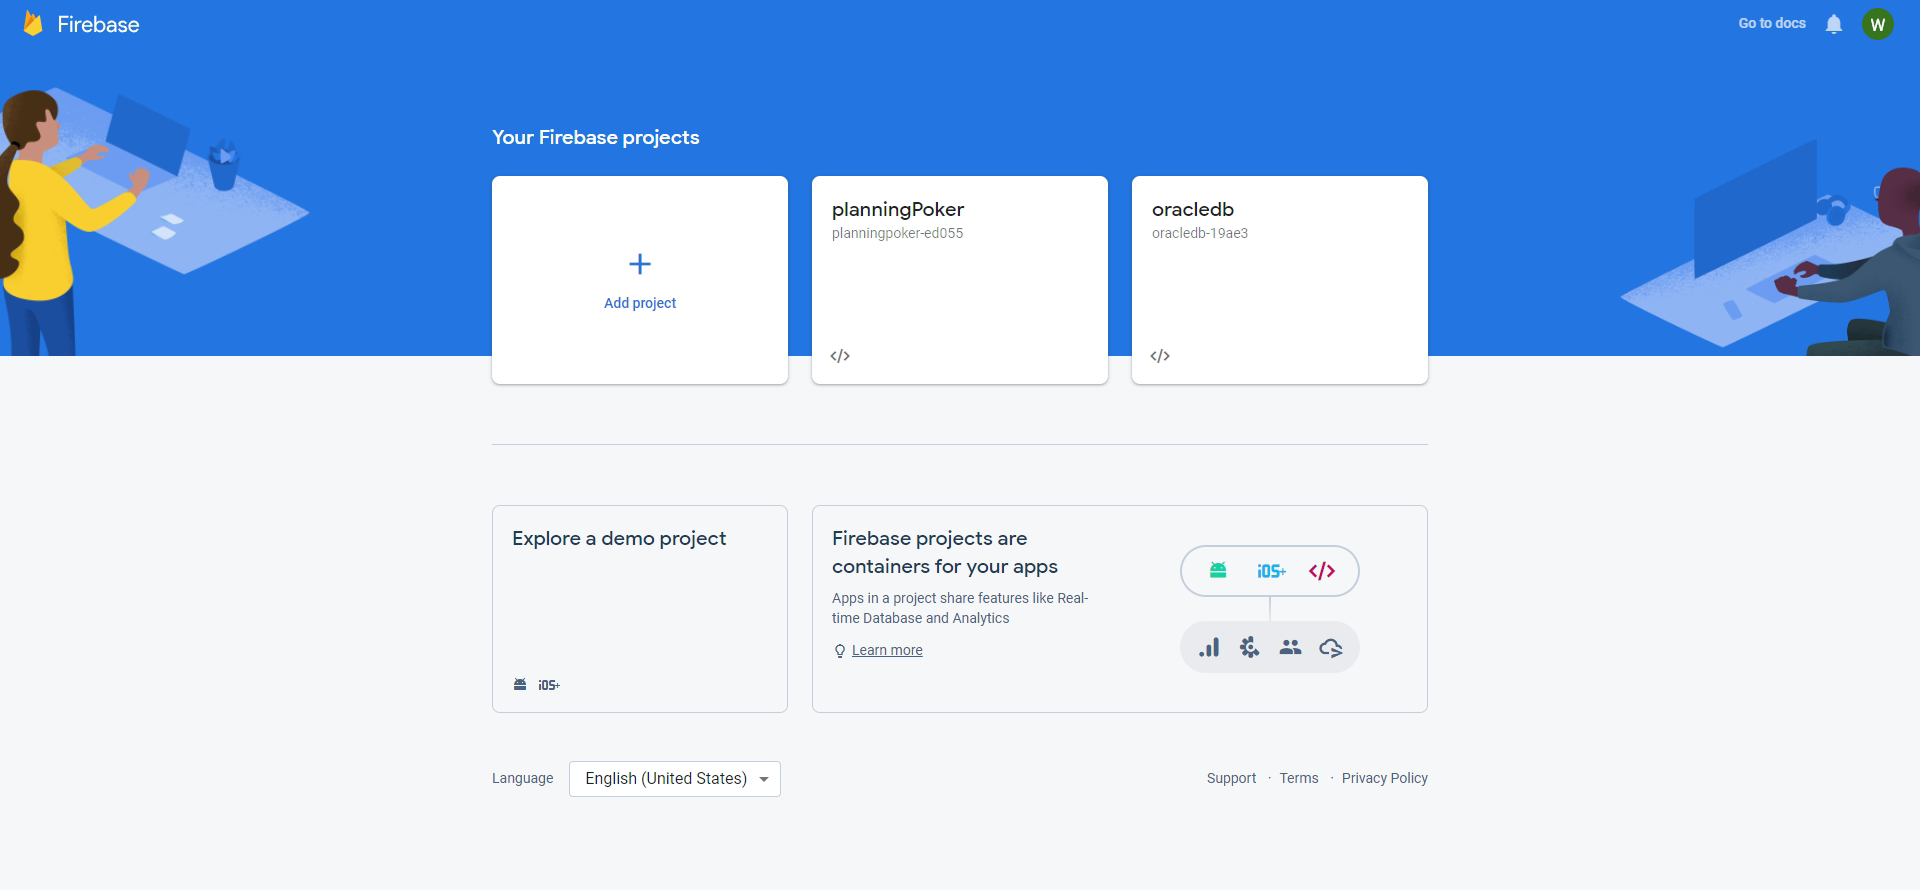 Firebase
Go to docs
W
Your Firebase projects
Add project
planningPoker
planningpoker-ed055
oracledb
oracledb-19ae3
Explore a demo project
iOS+
Firebase projects are
containers for your apps
Apps in a project share features like Real-
time Database and Analytics
Learn more
iOS+
Language
English (United States)
Support · Terms · Privacy Policy